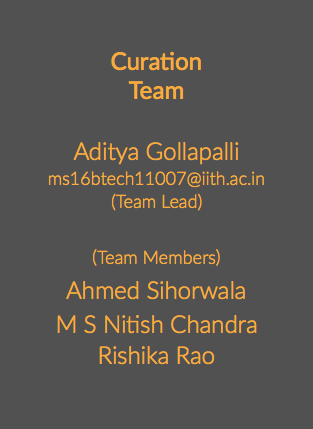 Curation
Team
Aditya Gollapalli
ms16btech11007@iith.ac.in
(Team Lead)
(Team Members)
Ahmed Sihorwala
M S Nitish Chandra
Rishika Rao